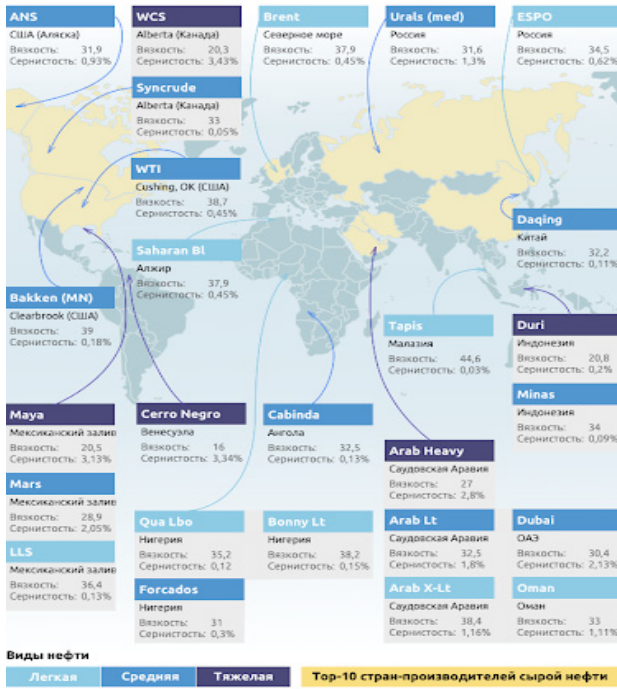 ANS
США (Аляска)
Вязкость: 31,9
Сернистость: 0,93%
WCS
Alberta (Канада)
Вязкость: 20,3
Сернистость: 3,43%
Brent
Северное море
Вязкость: 37,9
Сернистость: 0,45%
Urals (med)
Россия
Вязкость: 31,6
Сернистость: 1,3%
ESPO
Россия
Вязкость: 34,5
Сернистость: 0,62%
Syncrude
Alberta (Канада)
Вязкость: 33
Сернистость: 0,05%
WTI
Cushing, OK (США)
Вязкость: 38,7
Сернистость: 0,45%
Daqing
Китай
Вязкость: 32,2
Сернистость: 0,11%
Saharan Bl
Алжир
Вязкость: 37,9
Сернистость: 0,45%
Bakken (MN)
Clearbrook (США)
Вязкость: 39
Сернистость: 0,18%
Tapis
Малазия
Вязкость: 44,6
Сернистость: 0,03%
Duri
Индонезия
Вязкость: 20,8
Сернистость: 0,2%
Minas
Индонезия
Вязкость: 34
Сернистость: 0,09%
Maya
Мексиканский залив
Вязкость: 20,5
Сернистость: 3,13%
Cerro Negro
Венесуэла
Вязкость: 16
Сернистость: 3,34%
Cabinda
Ангола
Вязкость: 32,5
Сернистость: 0,13%
Arab Heavy
Саудовская Аравия
Вязкость: 27
Сернистость: 2,8%
Mars
Мексиканский залив
Вязкость: 28,9
Сернистость: 2,05%
Qua Lbo
Нигерия
Вязкость: 35,2
Сернистость: 0,12
Bonny Lt
Нигерия
Вязкость: 38,2
Сернистость: 0,15%
Arab Lt
Саудовская Аравия
Вязкость: 32,5
Сернистость: 1,8%
Dubai
ОАЭ
Вязкость: 30,4
Сернистость: 2,13%
LLS
Мексиканский залив
Вязкость: 36,4
Сернистость: 0,13%
Forcados
Нигерия
Вязкость: 31
Сернистость: 0,3%
Arab X-Lt
Саудовская Аравия
Вязкость: 38,4
Сернистость: 1,16%
Oman
Оман
Вязкость: 33
Сернистость: 1,11%
Виды нефти
Легкая
Средняя
Тяжелая
Top-10 стран-производителей сырой нефти